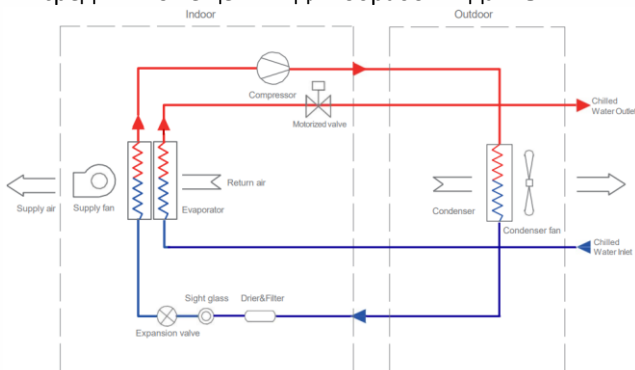 Indoor
Outdoor
Compressor
Motorized valve
Chilled
Water Outlet
Supply air
Supply fan
Return air
Evaporator
Condenser
Condenser fan
Chilled
Water Inlet
Sight glass
Drier&Filter
Expansion valve